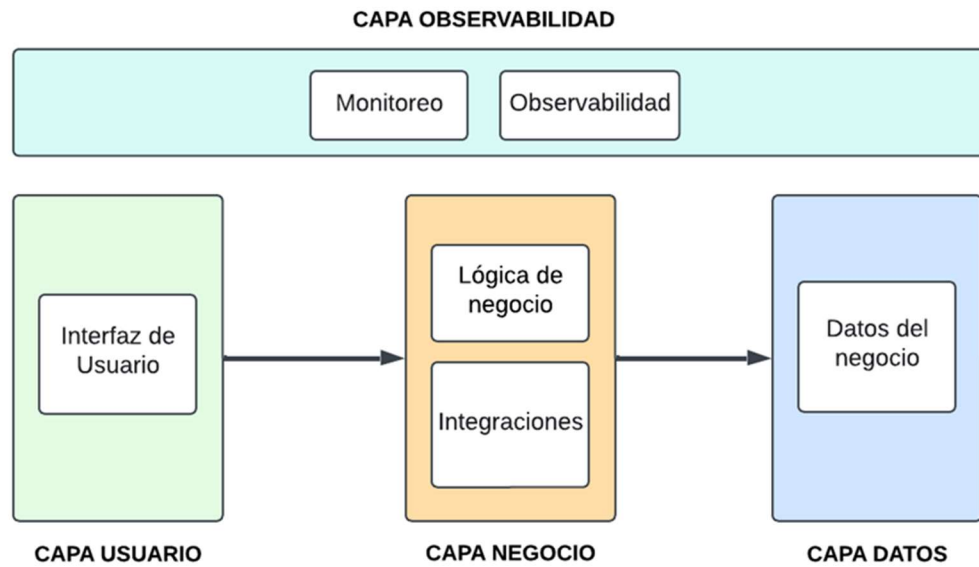 CAPA OBSERVABILIDAD
Monitoreo
Observabilidad
Interfaz de
Usuario
Lógica de
negocio
Integraciones
Datos del
negocio
CAPA USUARIO
CAPA NEGOCIO
CAPA DATOS